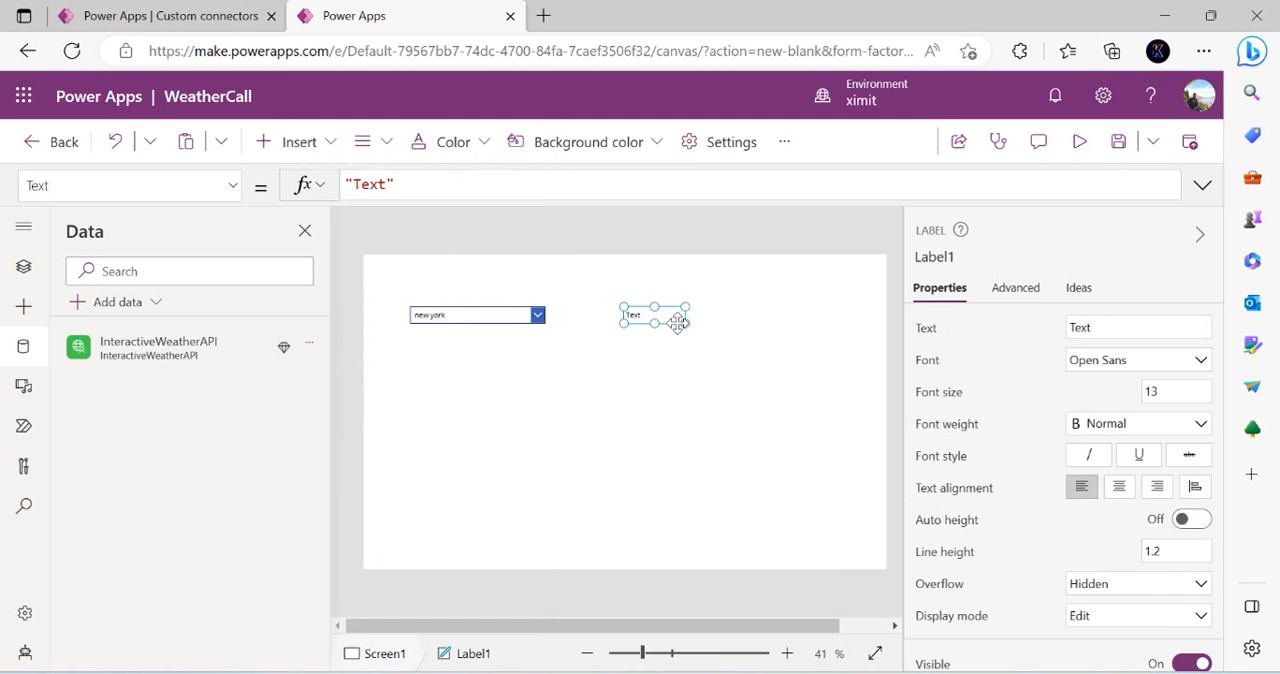 Power Apps | Custom connectors
Power Apps
https://make.powerapps.com/e/Default-79567bb7-74dc-4700-84fa-7caef3506f32/canvas/?action=new-blank&form-factor...
Power Apps | WeatherCall
Environment
ximit
Back
Insert
Color
Background color
Settings
Text
=
fx
"Text"
Data
Search
Add data
InteractiveWeatherAPI
InteractiveWeatherAPI
new york
Text
LABEL
Label1
Properties
Advanced
Ideas
Text
Text
Font
Open Sans
Font size
13
Font weight
B Normal
Font style
/ U abc
Text alignment
Auto height
Off
Line height
1.2
Overflow
Hidden
Display mode
Edit
Visible
On
Screen1
Label1
41 %